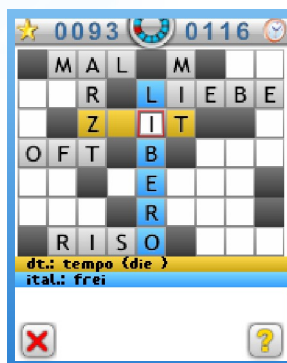 0093 0116
M A L M
R L I E B E
Z I T
O F T B
E
R
R I S O
dt.: tempo (die )
ital.: frei
?